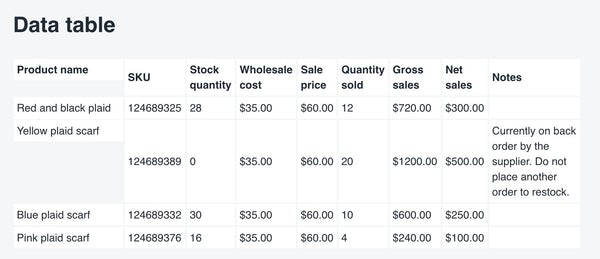 Data table
Product name SKU Stock quantity Wholesale cost Sale price Quantity sold Gross sales Net sales Notes
Red and black plaid 124689325 28 $35.00 $60.00 12 $720.00 $300.00
Yellow plaid scarf 124689389 0 $35.00 $60.00 20 $1200.00 $500.00 Currently on back
order by the
supplier. Do not
place another
order to restock.
Blue plaid scarf 124689332 30 $35.00 $60.00 10 $600.00 $250.00
Pink plaid scarf 124689376 16 $35.00 $60.00 4 $240.00 $100.00